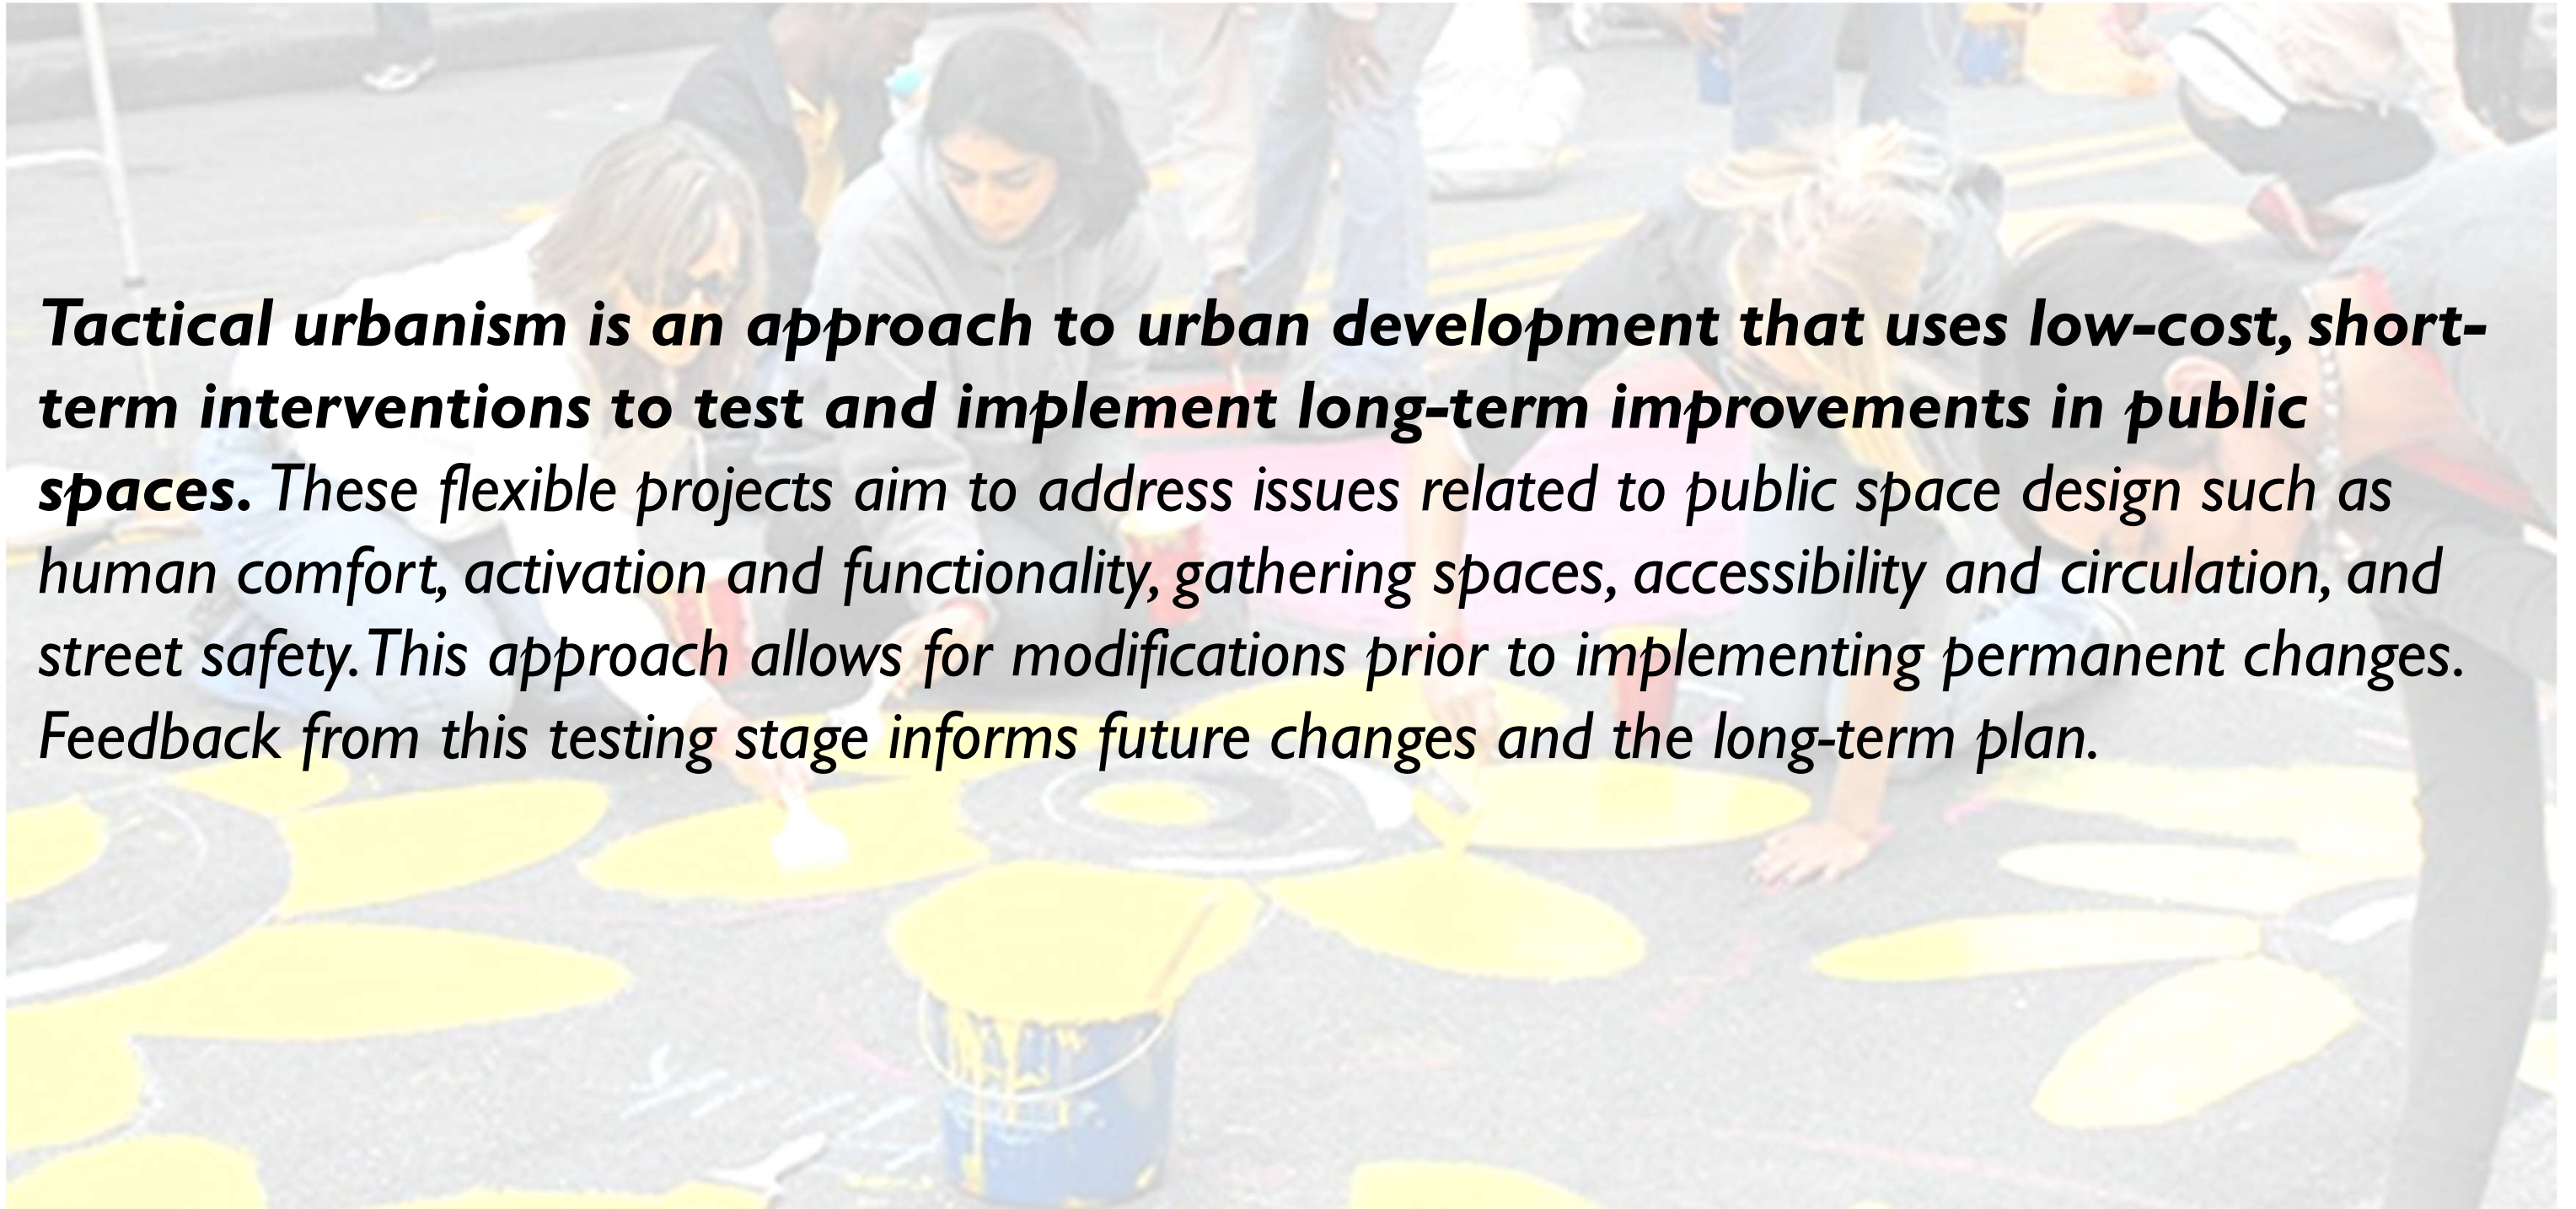 Tactical urbanism is an approach to urban development that uses low-cost, short-
term interventions to test and implement long-term improvements in public
spaces. These flexible projects aim to address issues related to public space design such as
human comfort, activation and functionality, gathering spaces, accessibility and circulation, and
street safety. This approach allows for modifications prior to implementing permanent changes.
Feedback from this testing stage informs future changes and the long-term plan.